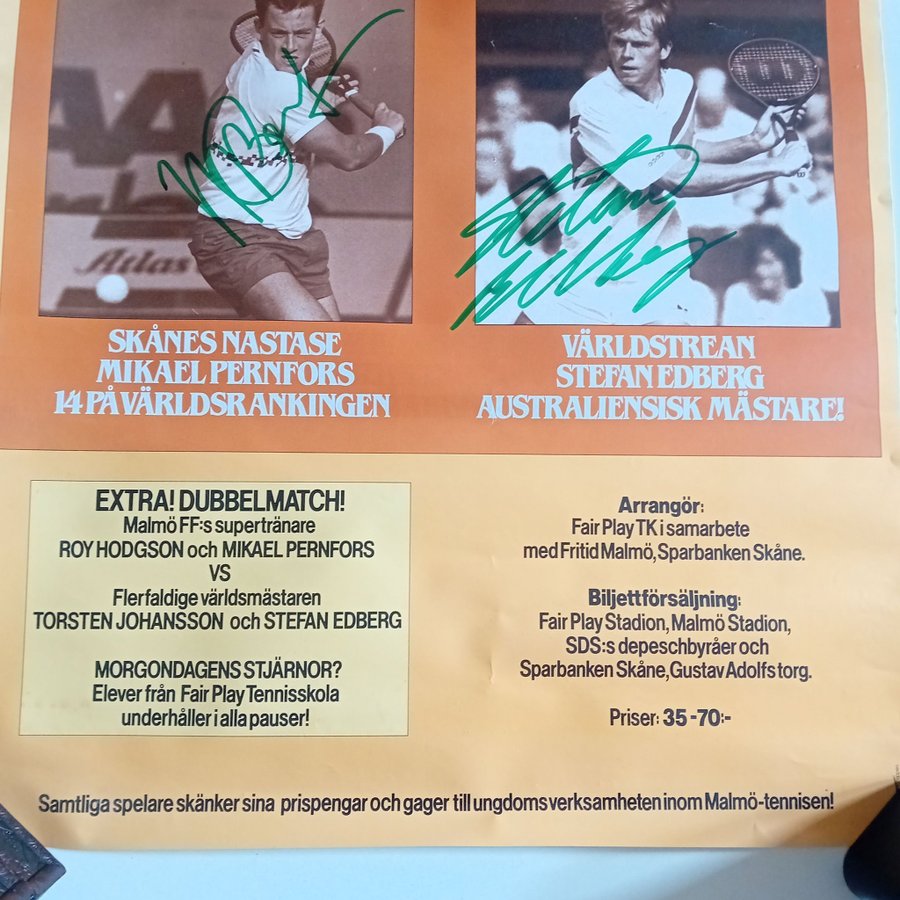 AA
Atlas
SKÅNES NASTASE
MIKAEL PERNFORS
14 PÅ VÄRLDSRANKINGEN
VÄRLDSTREAN
STEFAN EDBERG
AUSTRALIENSISK MÄSTARE!
EXTRA! DUBBELMATCH!
Malmö FF:s supertränare
ROY HODGSON och MIKAEL PERNFORS
VS
Flerfaldige världsmästaren
TORSTEN JOHANSSON och STEFAN EDBERG
MORGONDAGENS STJÄRNOR?
Elever från Fair Play Tennisskola
underhåller i alla pauser!
Arrangör:
Fair Play TK i samarbete
med Fritid Malmö, Sparbanken Skåne.
Biljettförsäljning:
Fair Play Stadion, Malmö Stadion,
SDS:s depeschbyråer och
Sparbanken Skåne, Gustav Adolfs torg.
Priser: 35-70:-
Samtliga spelare skänker sina prispengar och gager till ungdomsverksamheten inom Malmö-tennisen!